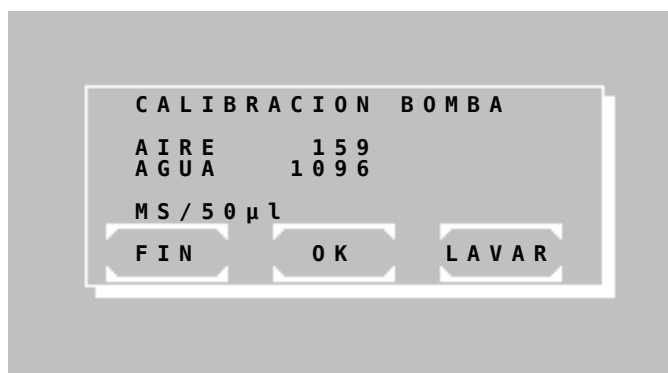 CALIBRACION BOMBA
AIRE 159
AGUA 1096
MS/50µl
FIN OK LAVAR